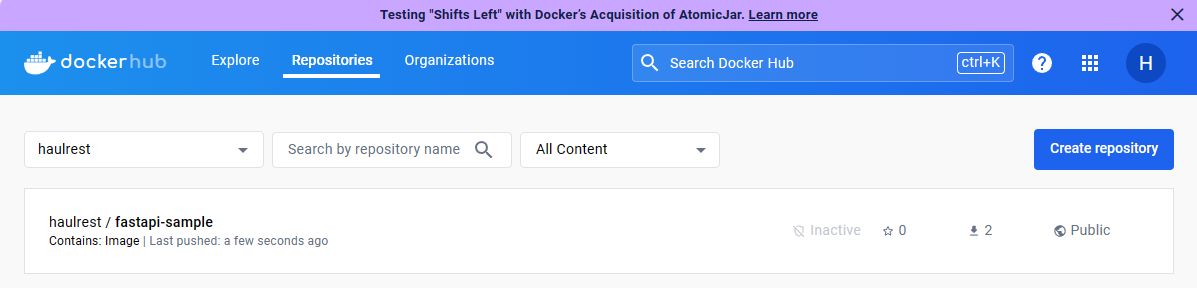 Testing "Shifts Left" with Docker's Acquisition of AtomicJar. Learn more
dockerhub Explore Repositories Organizations Search Docker Hub ctrl+K ? H
haulrest Search by repository name All Content Create repository
haulrest / fastapi-sample
Contains: Image | Last pushed: a few seconds ago
Inactive 0 2 Public